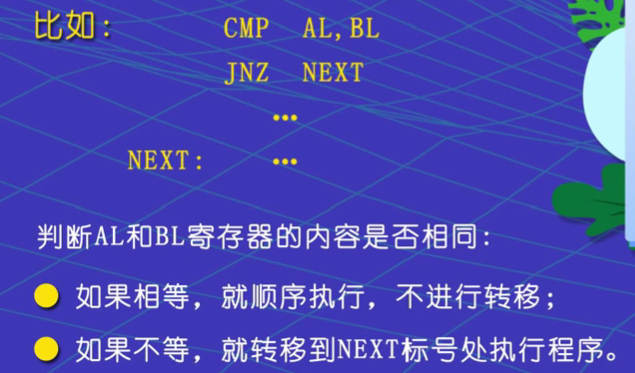 比如：  CMP  AL,BL
JNZ  NEXT
…
NEXT:  …
判断AL和BL寄存器的内容是否相同：
如果相等，就顺序执行，不进行转移；
如果不等，就转移到NEXT标号处执行程序。